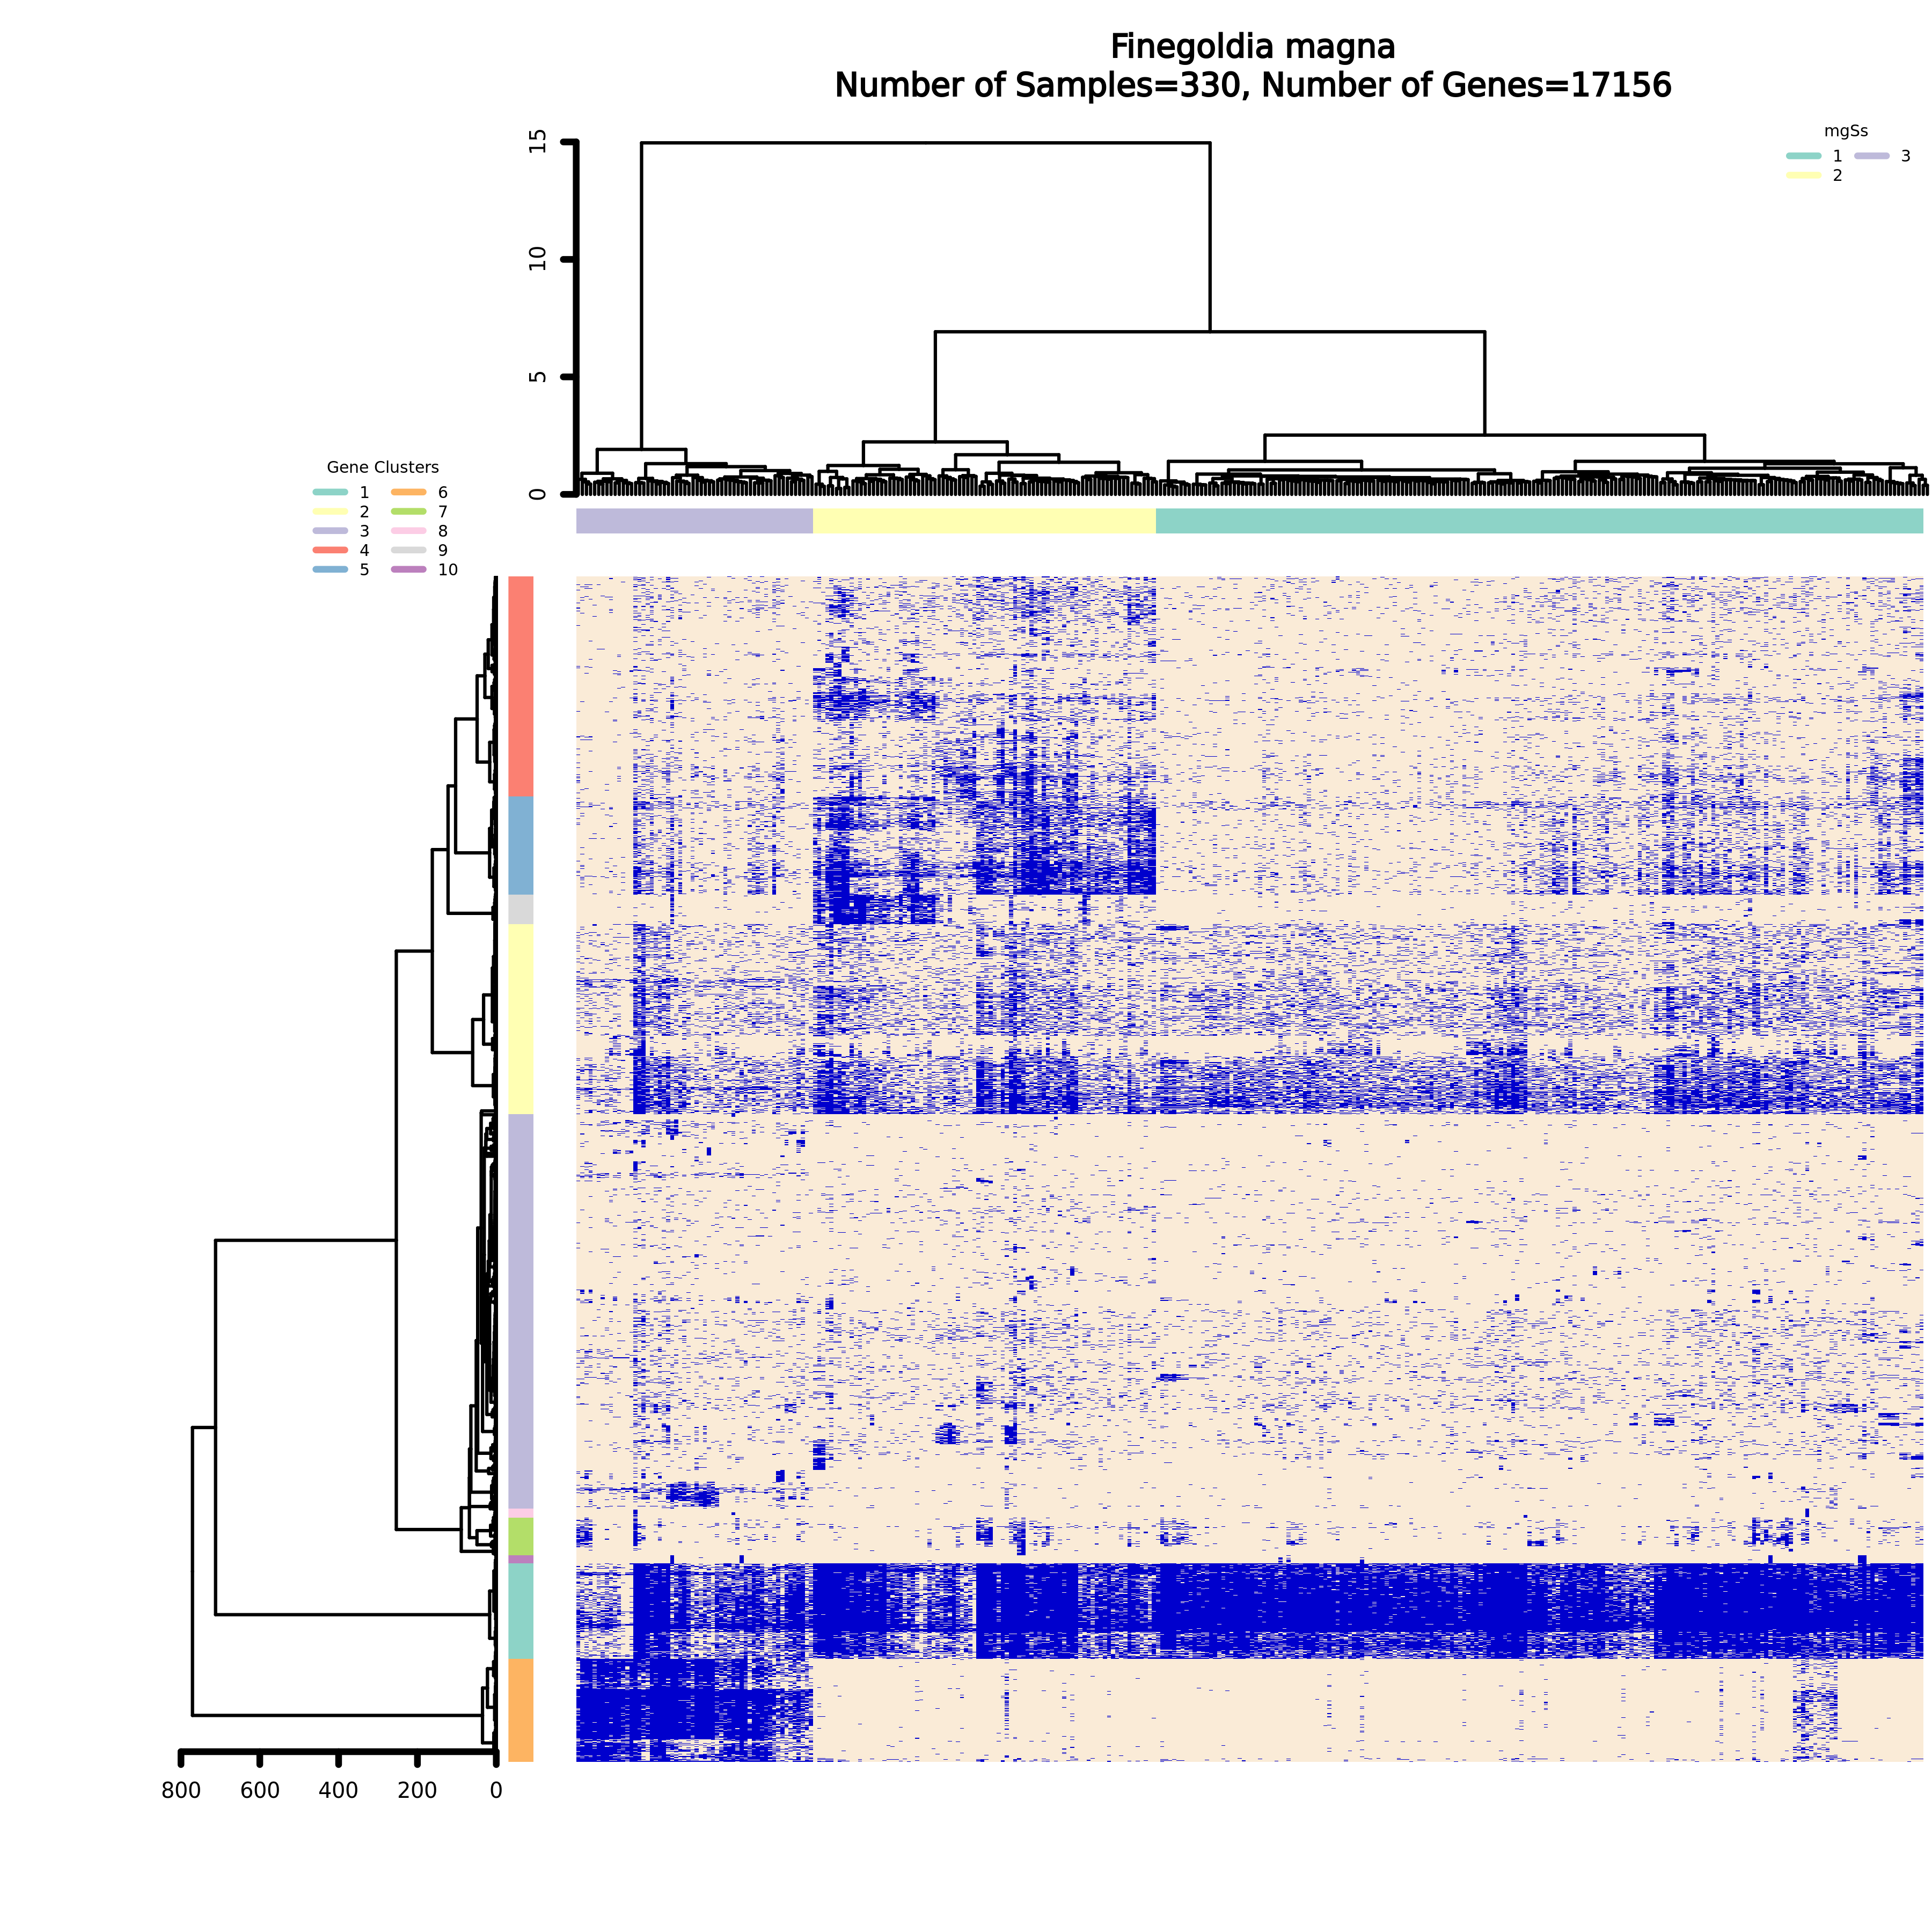 Finegoldia magna
Number of Samples=330, Number of Genes=17156
mgSs
1 3
2
15
10
5
0
Gene Clusters
1 6
2 7
3 8
4 9
5 10
800 600 400 200 0